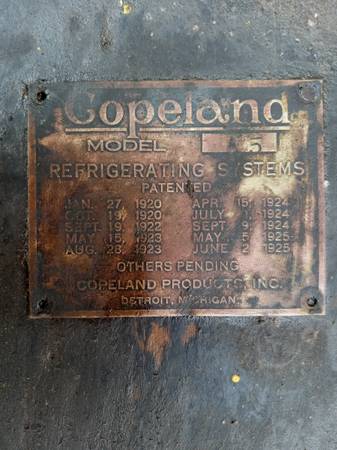 Copeland
MODEL 5
REFRIGERATING SYSTEMS
PATENTED
JAN. 27, 1920 APR. 15, 1924
OCT. 19, 1920 JULY 1, 1924
SEPT. 19, 1922 SEPT. 9, 1924
MAY 15, 1923 MAY 5, 1925
AUG. 28, 1923 JUNE 2, 1925
OTHERS PENDING
COPELAND PRODUCTS, INC.
DETROIT, MICHIGAN.